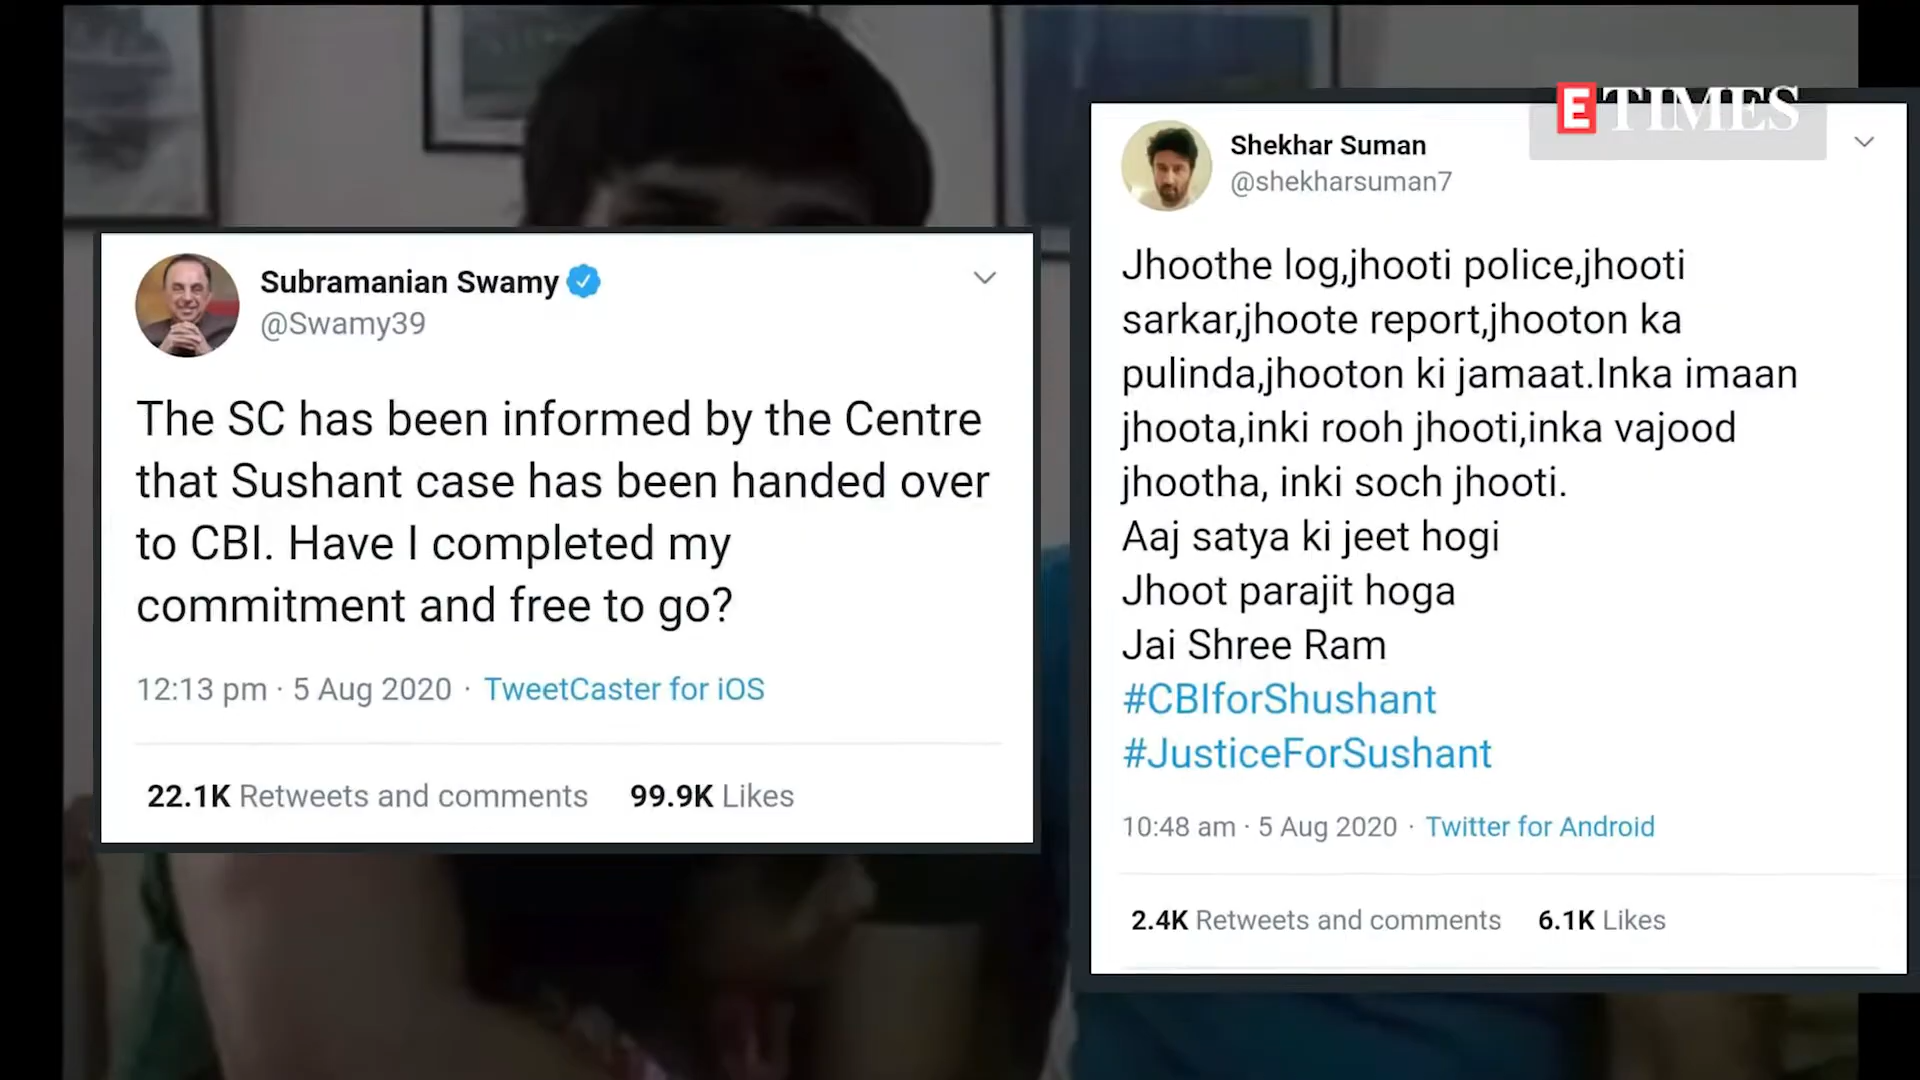 ETIMES
Subramanian Swamy
@Swamy39
The SC has been informed by the Centre
that Sushant case has been handed over
to CBI. Have I completed my
commitment and free to go?
12:13 pm · 5 Aug 2020 · TweetCaster for iOS
22.1K Retweets and comments 99.9K Likes
Shekhar Suman
@shekharsuman7
Jhoothe log,jhooti police,jhooti
sarkar,jhoote report,jhooton ka
pulinda,jhooton ki jamaat.Inka imaan
jhoota,inki rooh jhooti,inka vajood
jhootha, inki soch jhooti.
Aaj satya ki jeet hogi
Jhoot parajit hoga
Jai Shree Ram
#CBIforShushant
#JusticeForSushant
10:48 am · 5 Aug 2020 · Twitter for Android
2.4K Retweets and comments 6.1K Likes